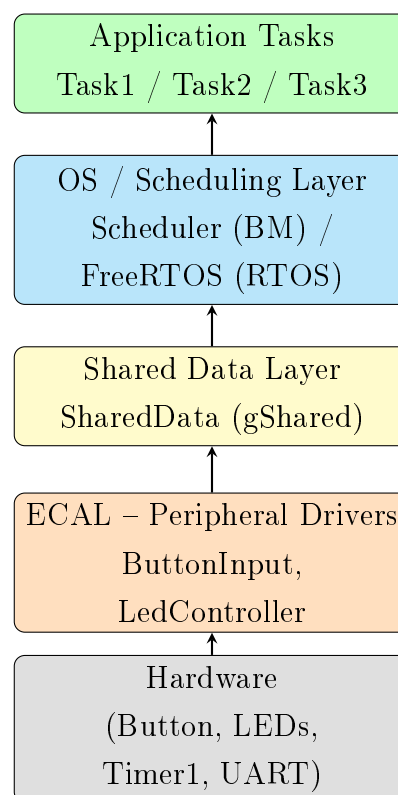 Application Tasks
Task1 / Task2 / Task3
OS / Scheduling Layer
Scheduler (BM) /
FreeRTOS (RTOS)
Shared Data Layer
SharedData (gShared)
ECAL – Peripheral Drivers
ButtonInput,
LedController
Hardware
(Button, LEDs,
Timer1, UART)